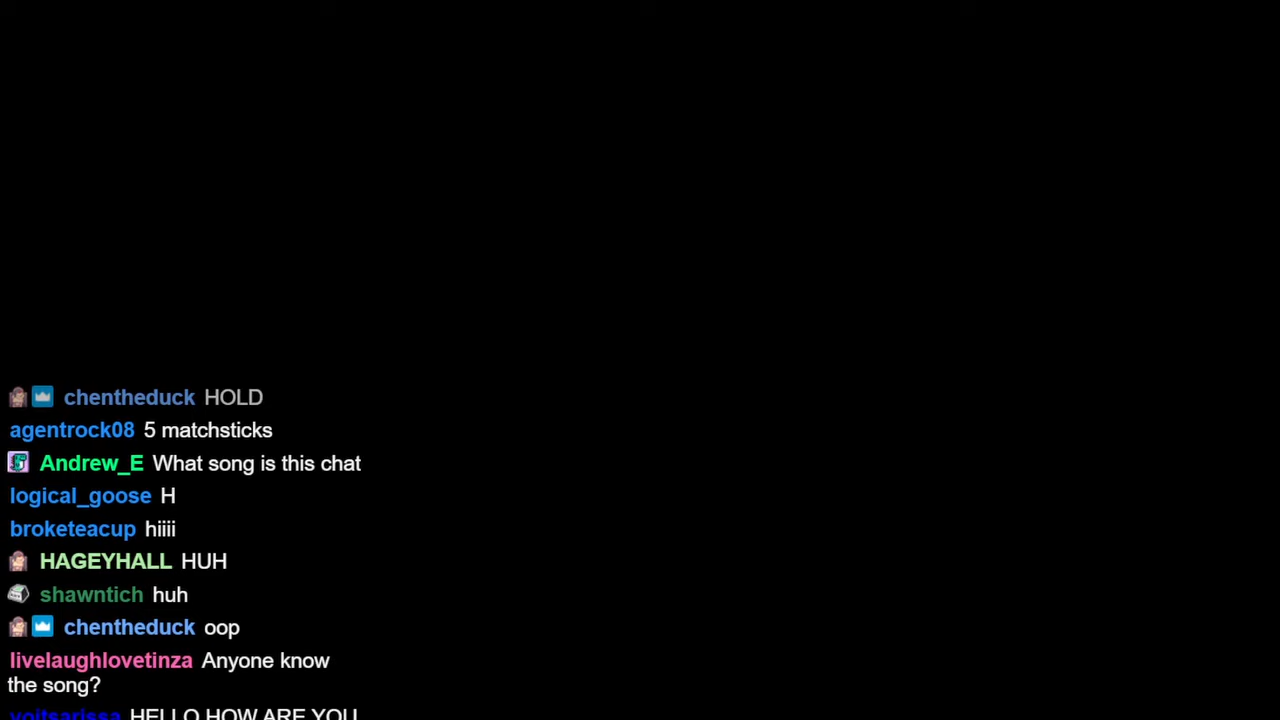 chentheduck HOLD
agentrock08 5 matchsticks
Andrew_E What song is this chat
logical_goose H
broketeacup hiiii
HAGEYHALL HUH
shawntich huh
chentheduck oop
livelaughlovetinza Anyone know
the song?
HELLO HOW ARE YOU